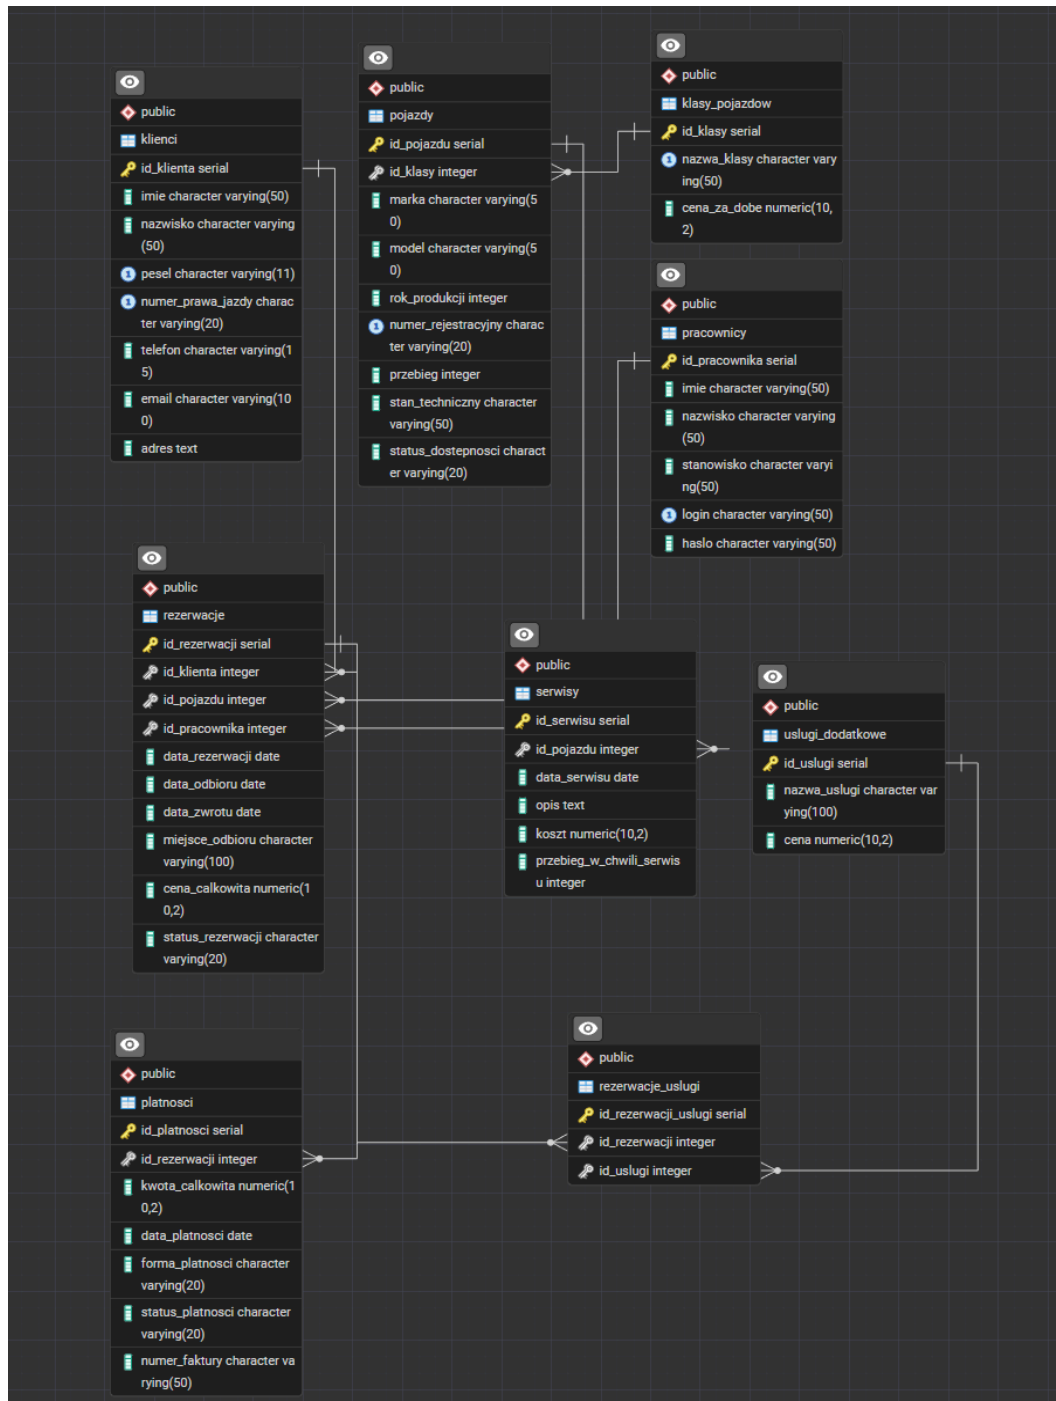 public
klienci
id_klienta serial
imie character varying(50)
nazwisko character varying
(50)
pesel character varying(11)
numer_prawa_jazdy charac
ter varying(20)
telefon character varying(1
5)
email character varying(10
0)
adres text
public
pojazdy
id_pojazdu serial
id_klasy integer
marka character varying(5
0)
model character varying(5
0)
rok_produkcji integer
numer_rejestracyjny charac
ter varying(20)
przebieg integer
stan_techniczny character
varying(50)
status_dostepnosci charact
er varying(20)
public
klasy_pojazdow
id_klasy serial
nazwa_klasy character vary
ing(50)
cena_za_dobe numeric(10,
2)
public
pracownicy
id_pracownika serial
imie character varying(50)
nazwisko character varying
(50)
stanowisko character varyi
ng(50)
login character varying(50)
haslo character varying(50)
public
rezerwacje
id_rezerwacji serial
id_klienta integer
id_pojazdu integer
id_pracownika integer
data_rezerwacji date
data_odbioru date
data_zwrotu date
miejsce_odbioru character
varying(100)
cena_calkowita numeric(1
0,2)
status_rezerwacji character
varying(20)
public
serwisy
id_serwisu serial
id_pojazdu integer
data_serwisu date
opis text
koszt numeric(10,2)
przebieg_w_chwili_serwis
u integer
public
uslugi_dodatkowe
id_uslugi serial
nazwa_uslugi character var
ying(100)
cena numeric(10,2)
public
platnosci
id_platnosci serial
id_rezerwacji integer
kwota_calkowita numeric(1
0,2)
data_platnosci date
forma_platnosci character
varying(20)
status_platnosci character
varying(20)
numer_faktury character va
rying(50)
public
rezerwacje_uslugi
id_rezerwacji_uslugi serial
id_rezerwacji integer
id_uslugi integer